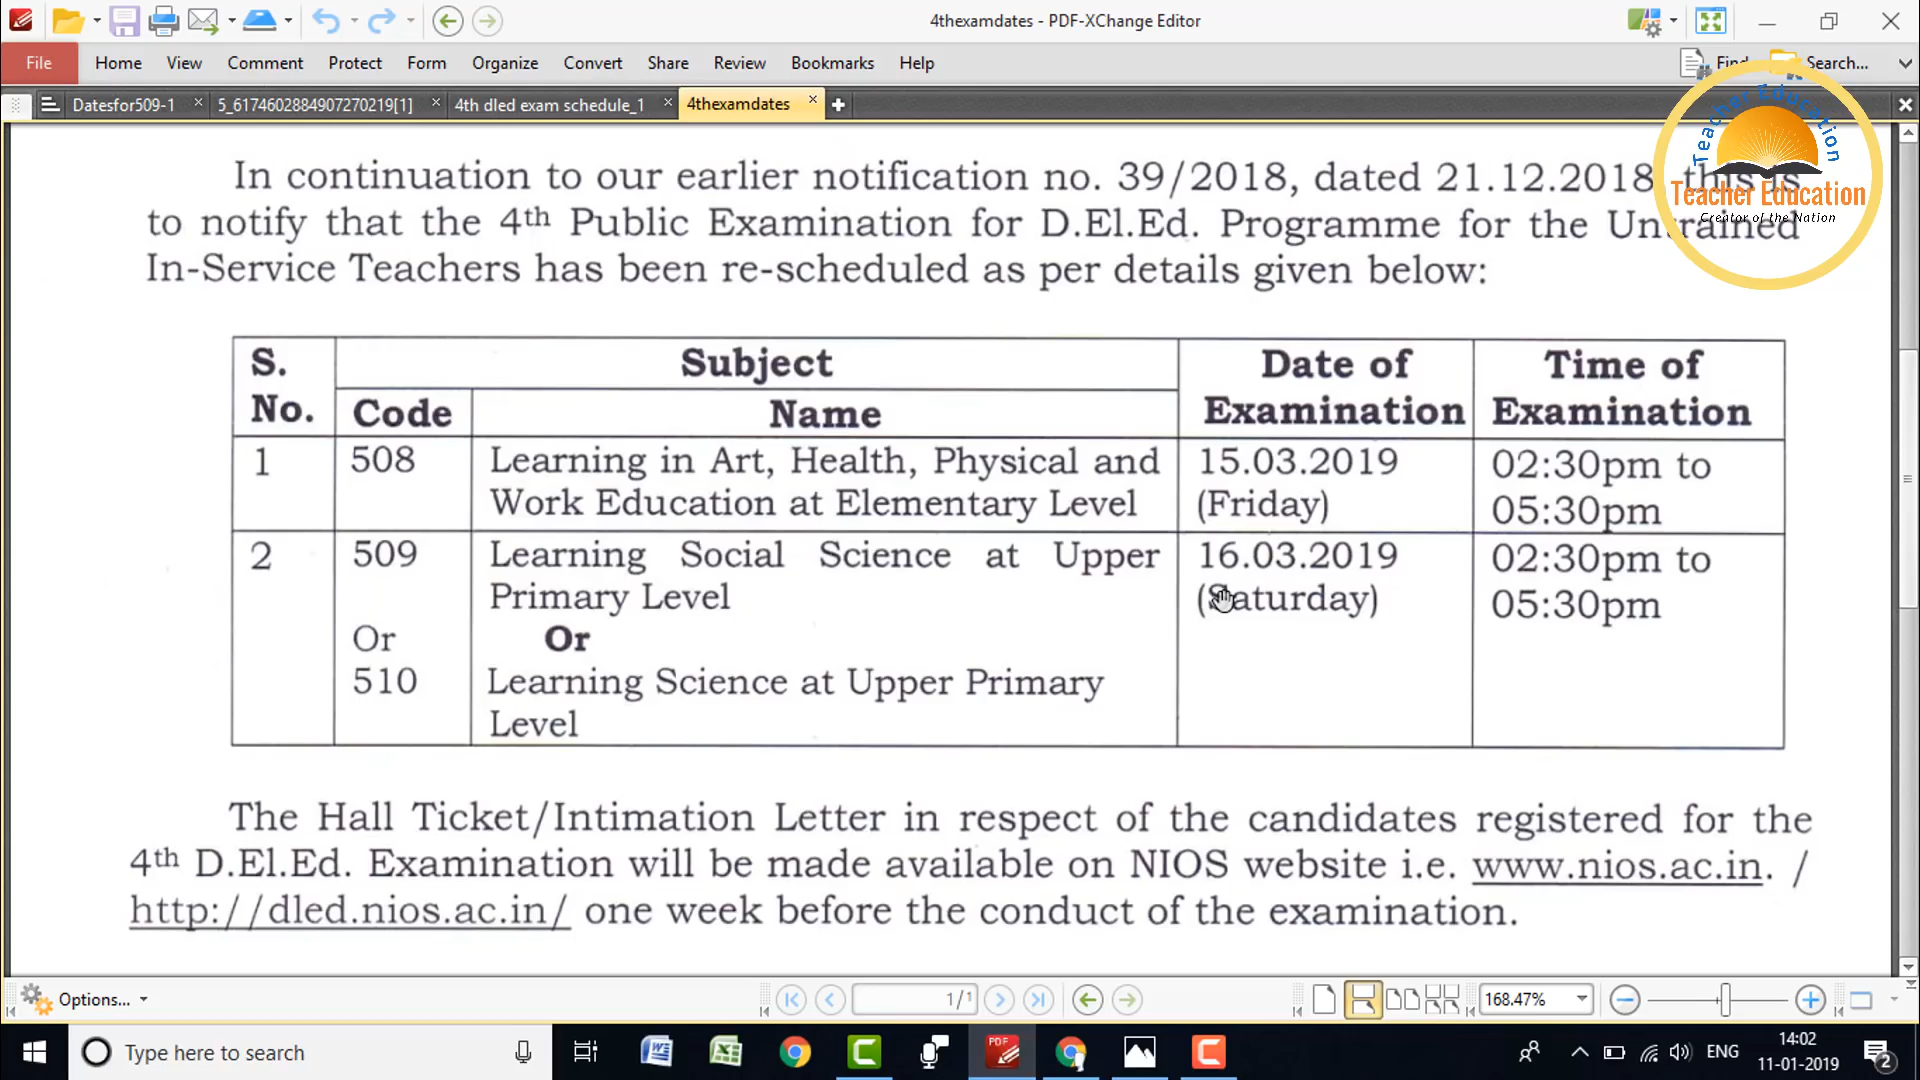 4thexamdates - PDF-XChange Editor
File Home View Comment Protect Form Organize Convert Share Review Bookmarks Help Find Search...
Datesfor509-1 5_6174602884907270219[1] 4th dled exam schedule_1 4thexamdates
Teacher Education
Teacher Education
Creator of the Nation
In continuation to our earlier notification no. 39/2018, dated 21.12.2018, this is
to notify that the 4th Public Examination for D.El.Ed. Programme for the Untrained
In-Service Teachers has been re-scheduled as per details given below:
S. No. Subject Date of Examination Time of Examination
Code Name
1 508 Learning in Art, Health, Physical and 15.03.2019 02:30pm to
Work Education at Elementary Level (Friday) 05:30pm
2 509 Learning Social Science at Upper 16.03.2019 02:30pm to
Primary Level (Saturday) 05:30pm
Or Or
510 Learning Science at Upper Primary
Level
The Hall Ticket/Intimation Letter in respect of the candidates registered for the
4th D.El.Ed. Examination will be made available on NIOS website i.e. www.nios.ac.in. /
http://dled.nios.ac.in/ one week before the conduct of the examination.
Options... 1/1 168.47%
Type here to search PDF ENG 14:02
11-01-2019 2